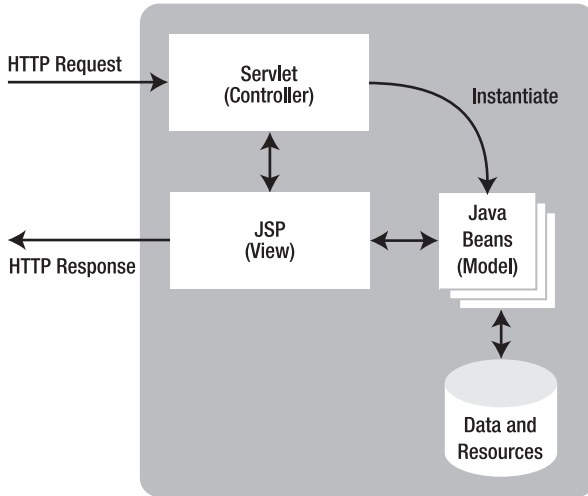 HTTP Request
Servlet
(Controller)
Instantiate
JSP
(View)
Java
Beans
(Model)
HTTP Response
Data and
Resources